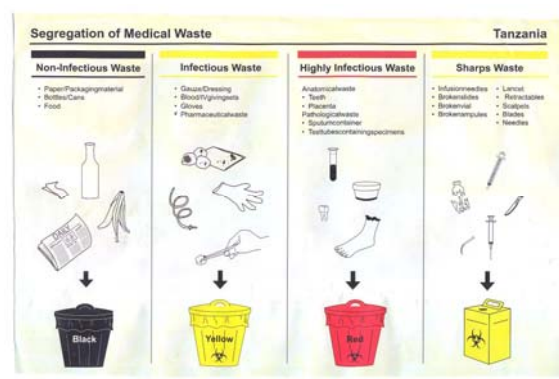 Segregation of Medical Waste
Tanzania
Non-Infectious Waste
• Paper/Packagingmaterial
• Bottles/Cans
• Food
DAILY
Black
Infectious Waste
• Gauze/Dressing
• Blood/IVgivingsets
• Gloves
• Pharmaceuticalwaste
Yellow
Highly Infectious Waste
Anatomicalwaste
• Teeth
• Placenta
Pathologicalwaste
• Sputumcontainer
• Testtubescontainingspecimens
Red
Sharps Waste
• Infusionneedles
• Brokenslides
• Brokenvial
• Brokenampules
• Lancet
• Retractables
• Scalpels
• Blades
• Needles